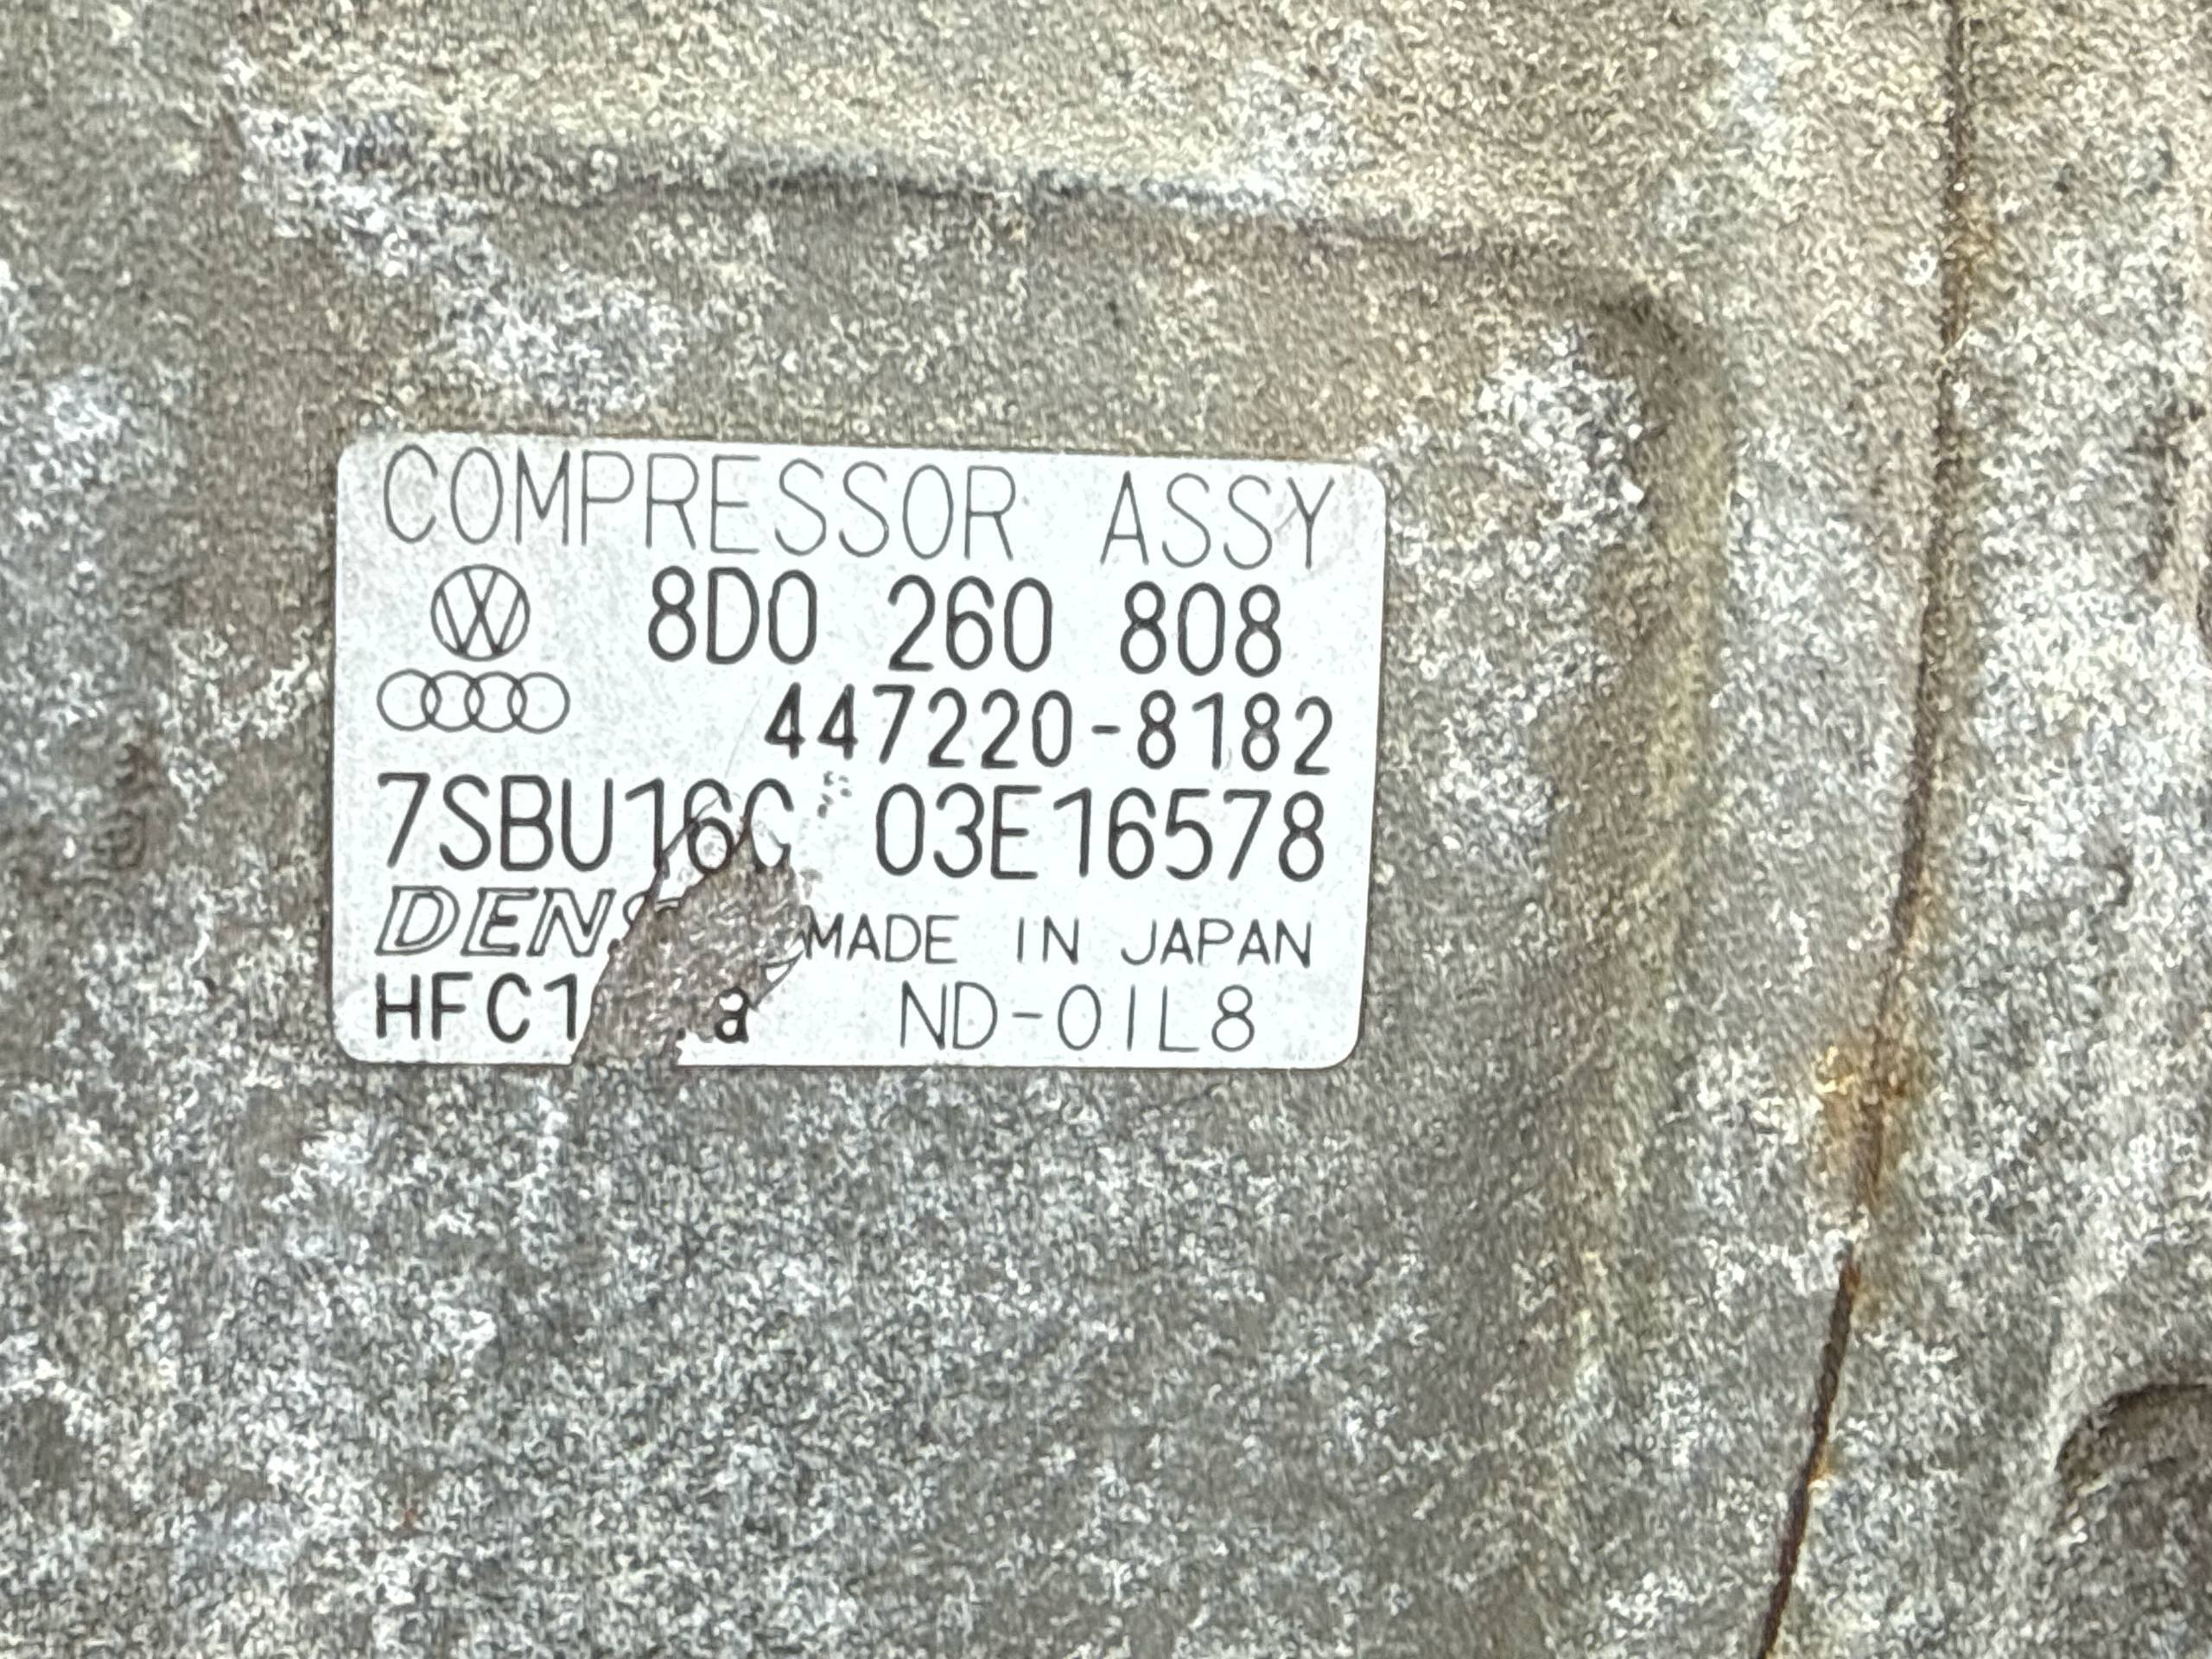 COMPRESSOR ASSY
8D0 260 808
447220-8182
7SBU16C 03E16578
MADE IN JAPAN
ND-OIL8